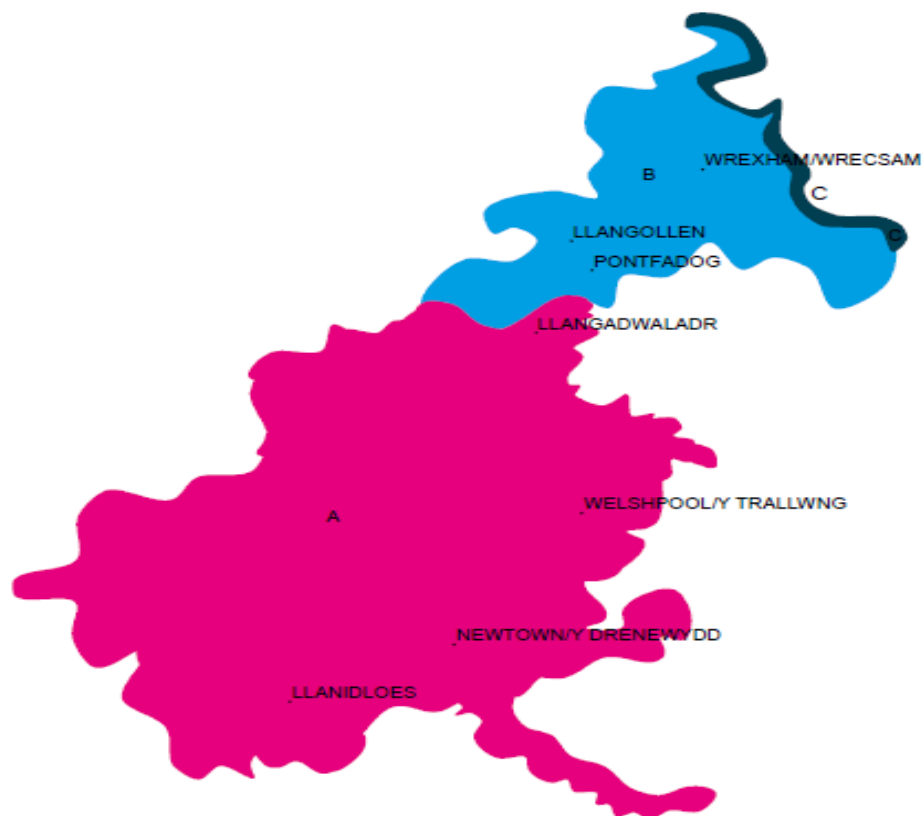 WREXHAM/WRECSAM
B
C
LLANGOLLEN
C
PONTFADOG
LLANGADWALADR
WELSHPOOL/Y TRALLWNG
A
NEWTOWN/Y DRENEWYDD
LLANIDLOES